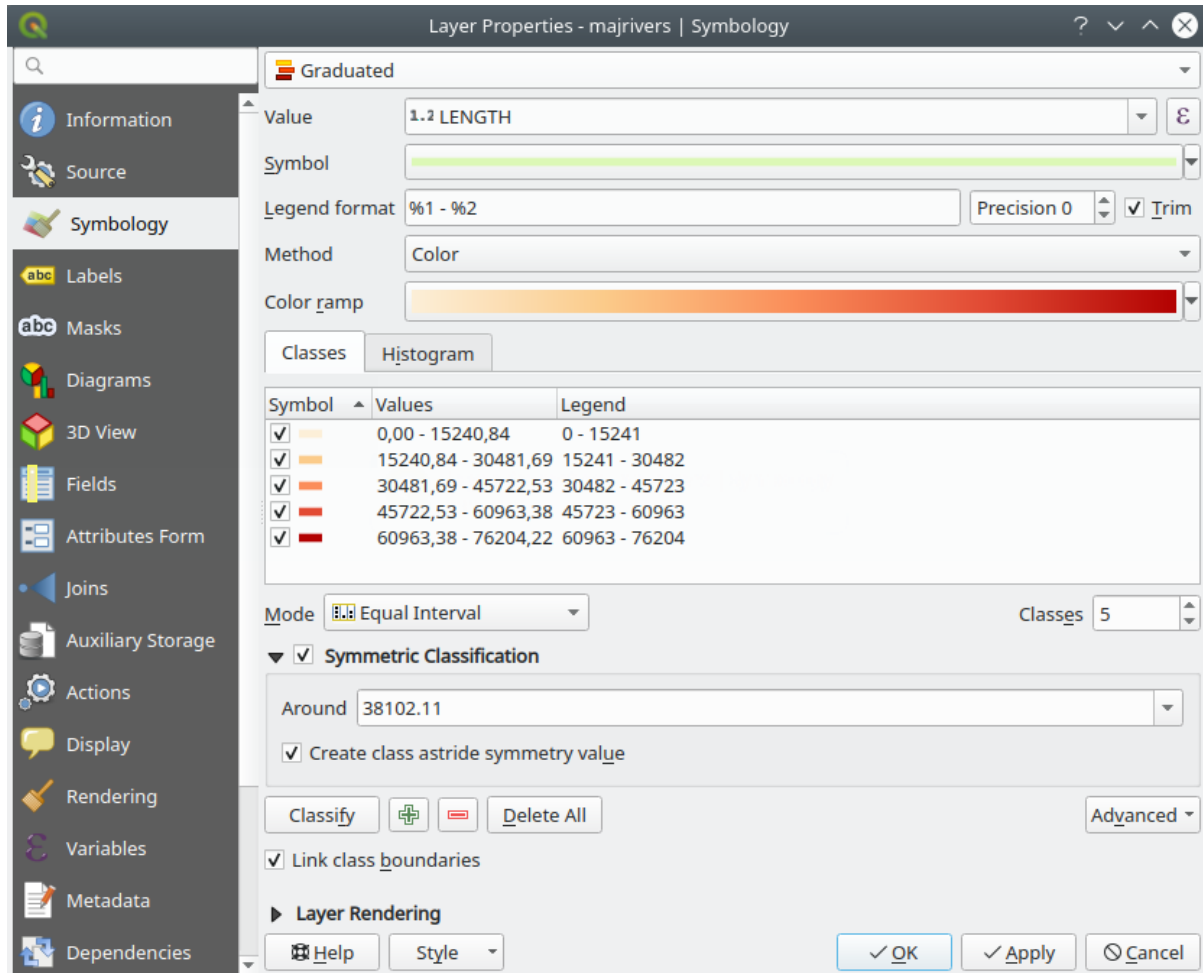 Layer Properties - majrivers | Symbology
Graduated
Information
Source
Symbology
abc Labels
abc Masks
Diagrams
3D View
Fields
Attributes Form
Joins
Auxiliary Storage
Actions
Display
Rendering
Variables
Metadata
Dependencies
Value 1.2 LENGTH ε
Symbol
Legend format %1 - %2 Precision 0 Trim
Method Color
Color ramp
Classes Histogram
Symbol Values Legend
0,00 - 15240,84 0 - 15241
15240,84 - 30481,69 15241 - 30482
30481,69 - 45722,53 30482 - 45723
45722,53 - 60963,38 45723 - 60963
60963,38 - 76204,22 60963 - 76204
Mode Equal Interval Classes 5
Symmetric Classification
Around 38102.11
Create class astride symmetry value
Classify Delete All Advanced
Link class boundaries
Layer Rendering
Help Style OK Apply Cancel